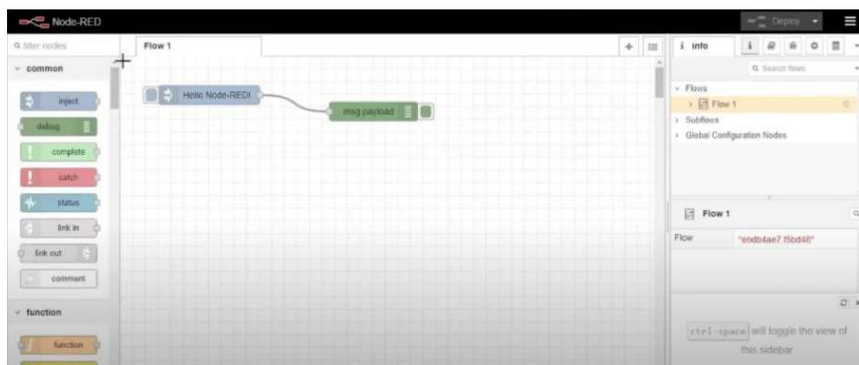 Node-RED
Deploy
filter nodes
Flow 1
info
common
Search flows
inject
Hello Node-RED!
Flows
Flow 1
debug
msg.payload
Subflows
complete
Global Configuration Nodes
catch
status
link in
Flow 1
link out
Flow
"ebdb4ae7.f5bd48"
comment
function
ctrl-space will toggle the view of
this sidebar
function